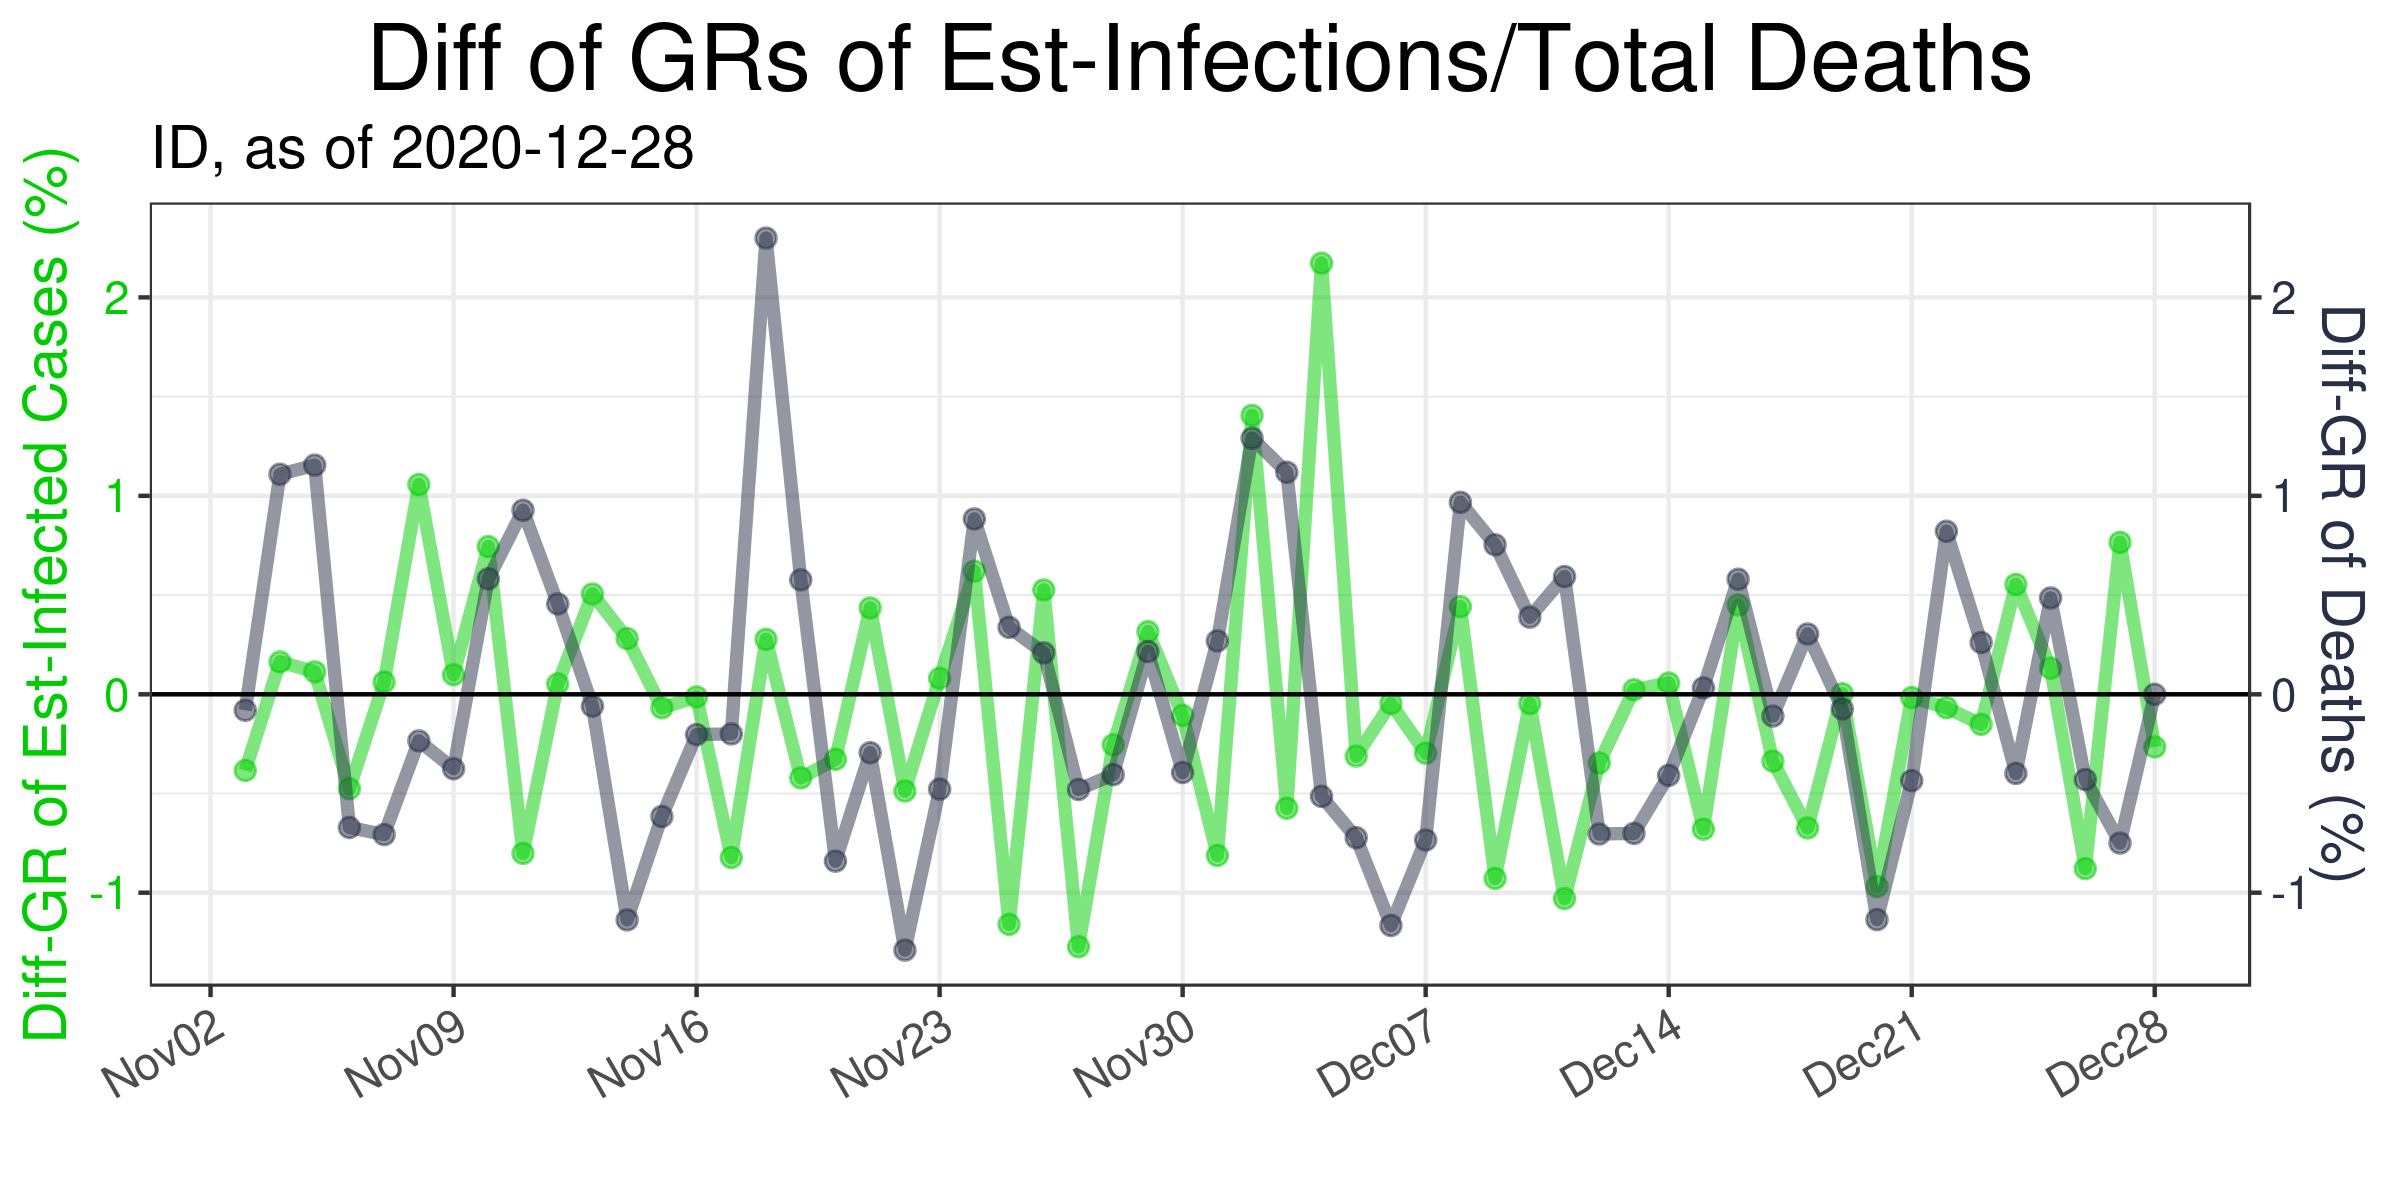 Diff of GRs of Est-Infections/Total Deaths
ID, as of 2020-12-28
Diff-GR of Est-Infected Cases (%)
2
1
0
-1
2
1
0
-1
Diff-GR of Deaths (%)
Nov02
Nov09
Nov16
Nov23
Nov30
Dec07
Dec14
Dec21
Dec28